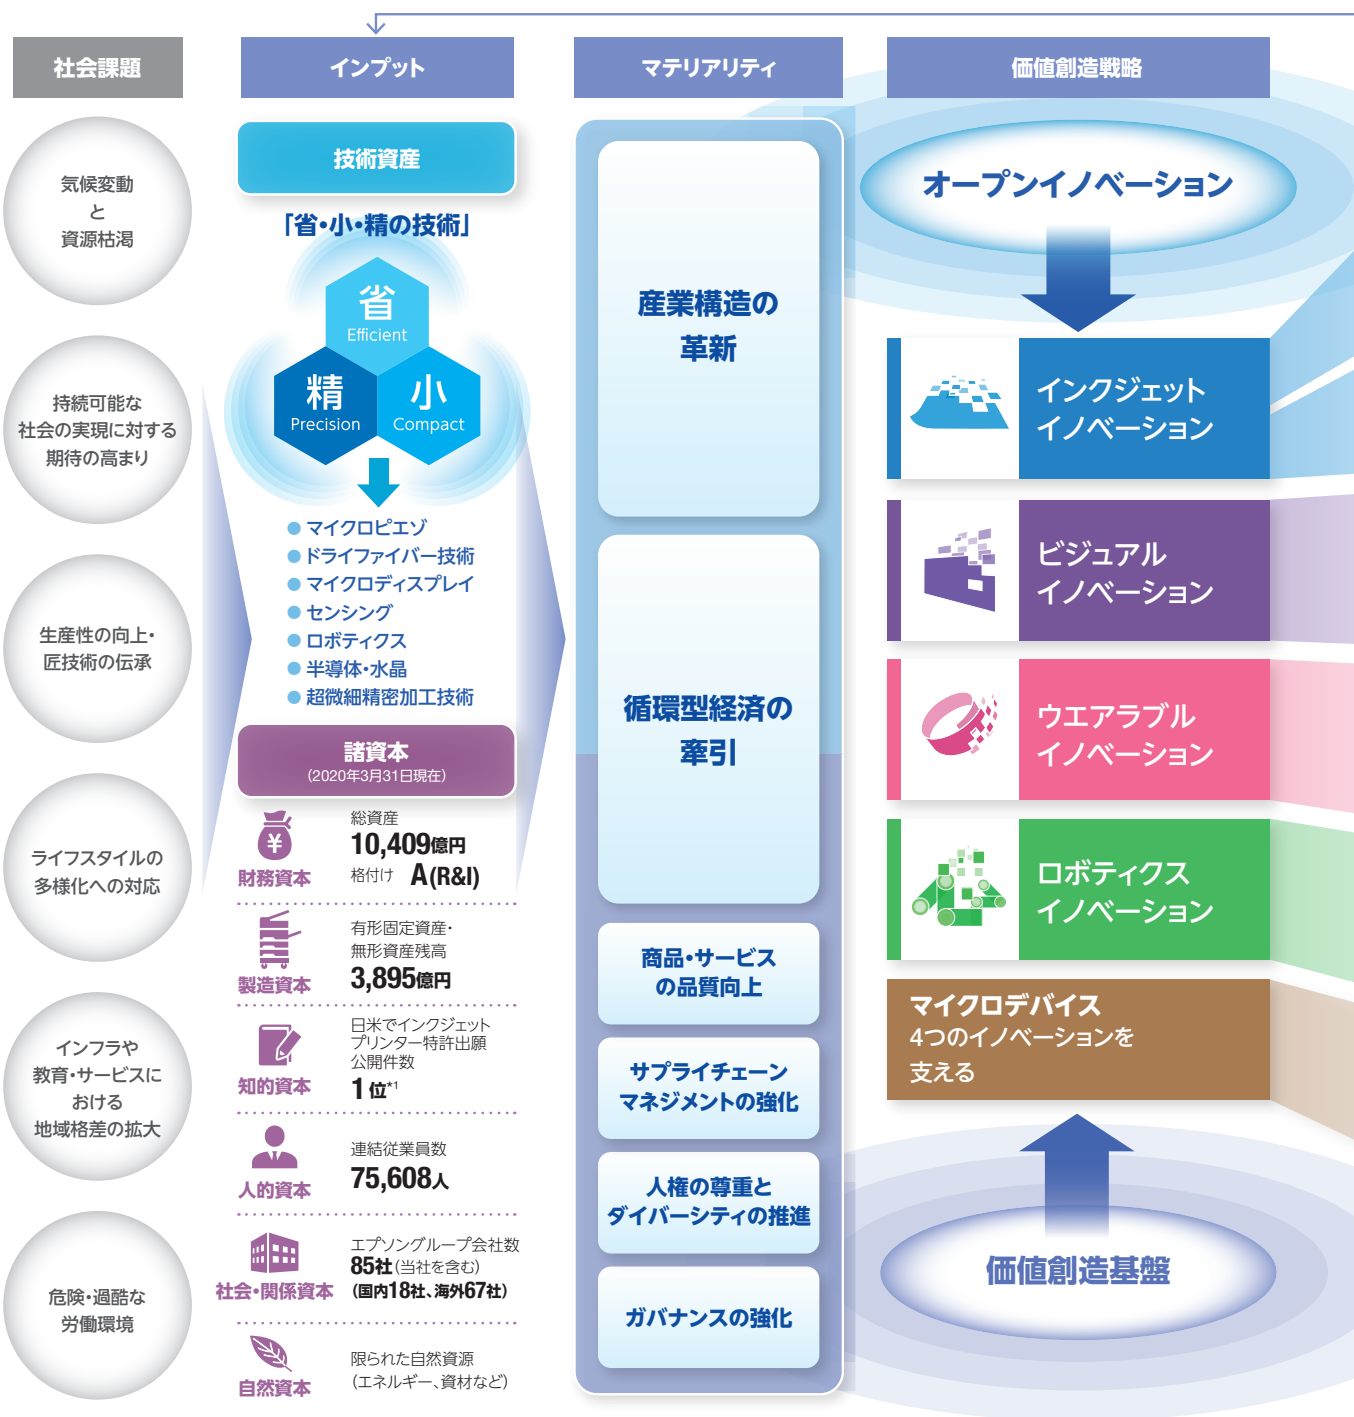 社会課題
気候変動
と
資源枯渇
持続可能な
社会の実現に対する
期待の高まり
生産性の向上・
匠技術の伝承
ライフスタイルの
多様化への対応
インフラや
教育・サービスに
おける
地域格差の拡大
危険・過酷な
労働環境
インプット
技術資産
「省・小・精の技術」
省
Efficient
精
Precision
小
Compact
● マイクロピエゾ
● ドライファイバー技術
● マイクロディスプレイ
● センシング
● ロボティクス
● 半導体・水晶
● 超微細精密加工技術
諸資本
(2020年3月31日現在)
財務資本
総資産
10,409億円
格付け A(R&I)
製造資本
有形固定資産・
無形資産残高
3,895億円
知的資本
日米でインクジェット
プリンター特許出願
公開件数
1位*1
人的資本
連結従業員数
75,608人
社会・関係資本
エプソングループ会社数
85社(当社を含む)
(国内18社、海外67社)
自然資本
限られた自然資源
(エネルギー、資材など)
マテリアリティ
産業構造の
革新
循環型経済の
牽引
商品・サービス
の品質向上
サプライチェーン
マネジメントの強化
人権の尊重と
ダイバーシティの推進
ガバナンスの強化
価値創造戦略
オープンイノベーション
インクジェット
イノベーション
ビジュアル
イノベーション
ウエアラブル
イノベーション
ロボティクス
イノベーション
マイクロデバイス
4つのイノベーションを
支える
価値創造基盤